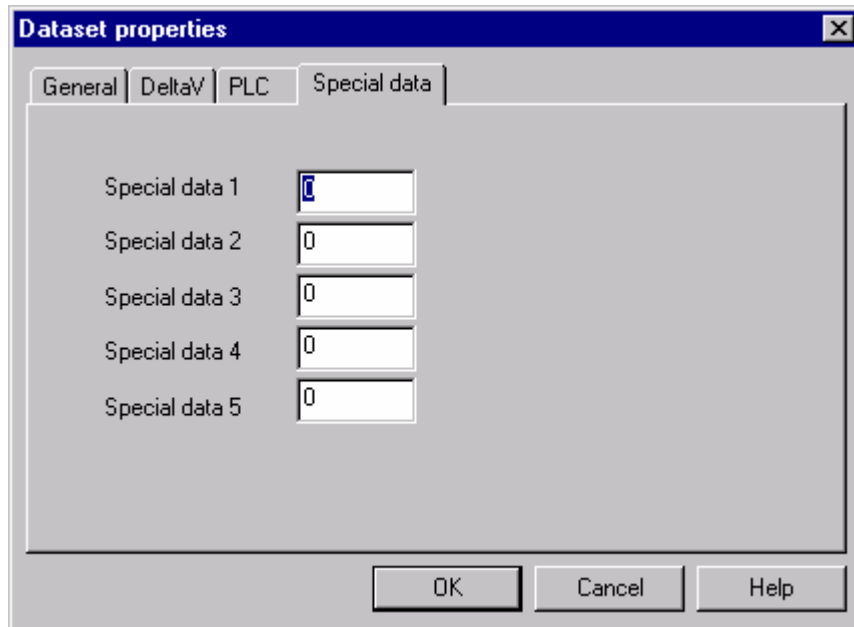 Dataset properties
General DeltaV PLC Special data
Special data 1 0
Special data 2 0
Special data 3 0
Special data 4 0
Special data 5 0
OK Cancel Help